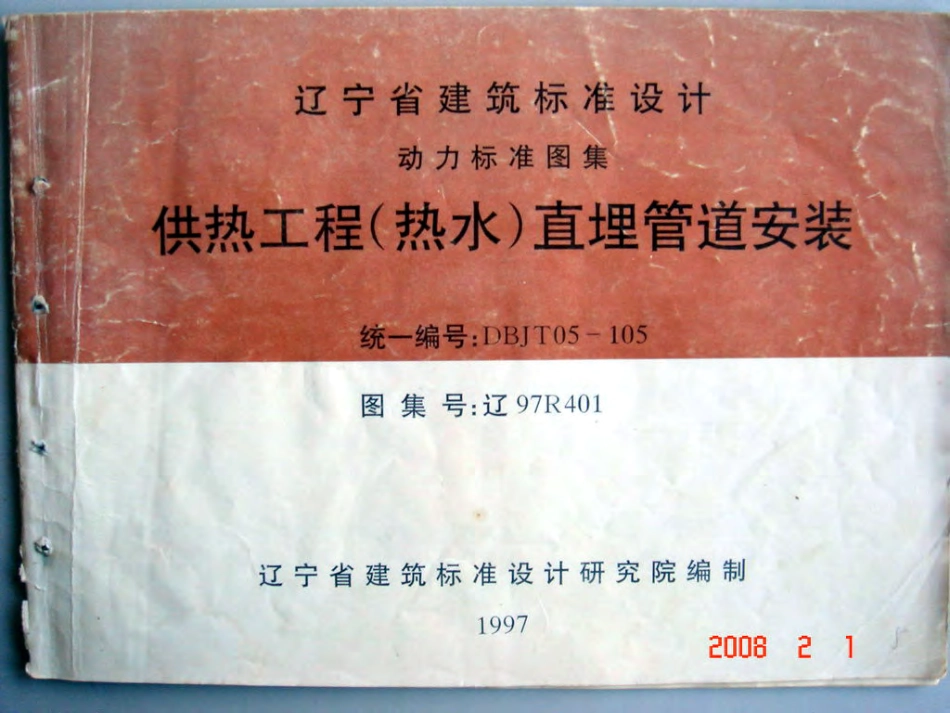 辽宁省建筑标准设计
动力标准图集
供热工程(热水)直埋管道安装
统一编号:DBJT05-105
图集号:辽97R401
辽宁省建筑标准设计研究院编制
1997
2008 2 1